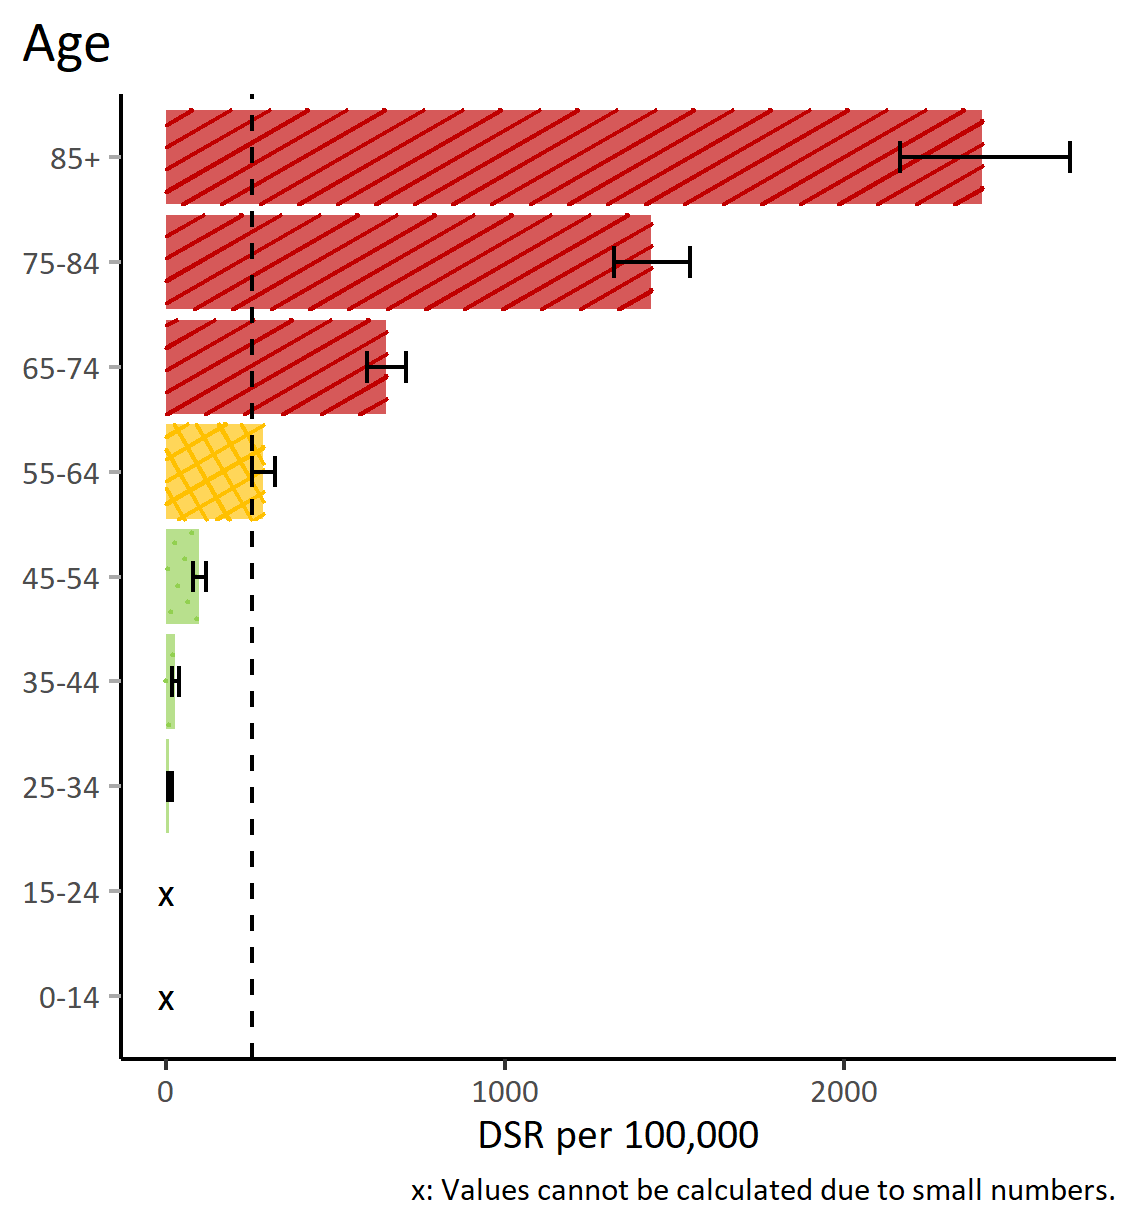 Age
85+
75-84
65-74
55-64
45-54
35-44
25-34
15-24 x
0-14 x
0 1000 2000
DSR per 100,000
x: Values cannot be calculated due to small numbers.